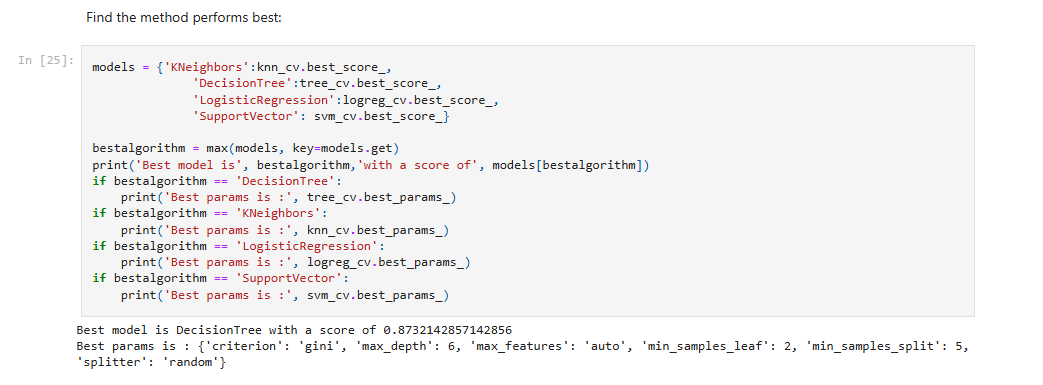 Find the method performs best:
In [25]:
models = {'KNeighbors':knn_cv.best_score_,
              'DecisionTree':tree_cv.best_score_,
              'LogisticRegression':logreg_cv.best_score_,
              'SupportVector': svm_cv.best_score_}
bestalgorithm = max(models, key=models.get)
print('Best model is', bestalgorithm,'with a score of', models[bestalgorithm])
if bestalgorithm == 'DecisionTree':
    print('Best params is :', tree_cv.best_params_)
if bestalgorithm == 'KNeighbors':
    print('Best params is :', knn_cv.best_params_)
if bestalgorithm == 'LogisticRegression':
    print('Best params is :', logreg_cv.best_params_)
if bestalgorithm == 'SupportVector':
    print('Best params is :', svm_cv.best_params_)
Best model is DecisionTree with a score of 0.8732142857142856
Best params is : {'criterion': 'gini', 'max_depth': 6, 'max_features': 'auto', 'min_samples_leaf': 2, 'min_samples_split': 5,
'splitter': 'random'}